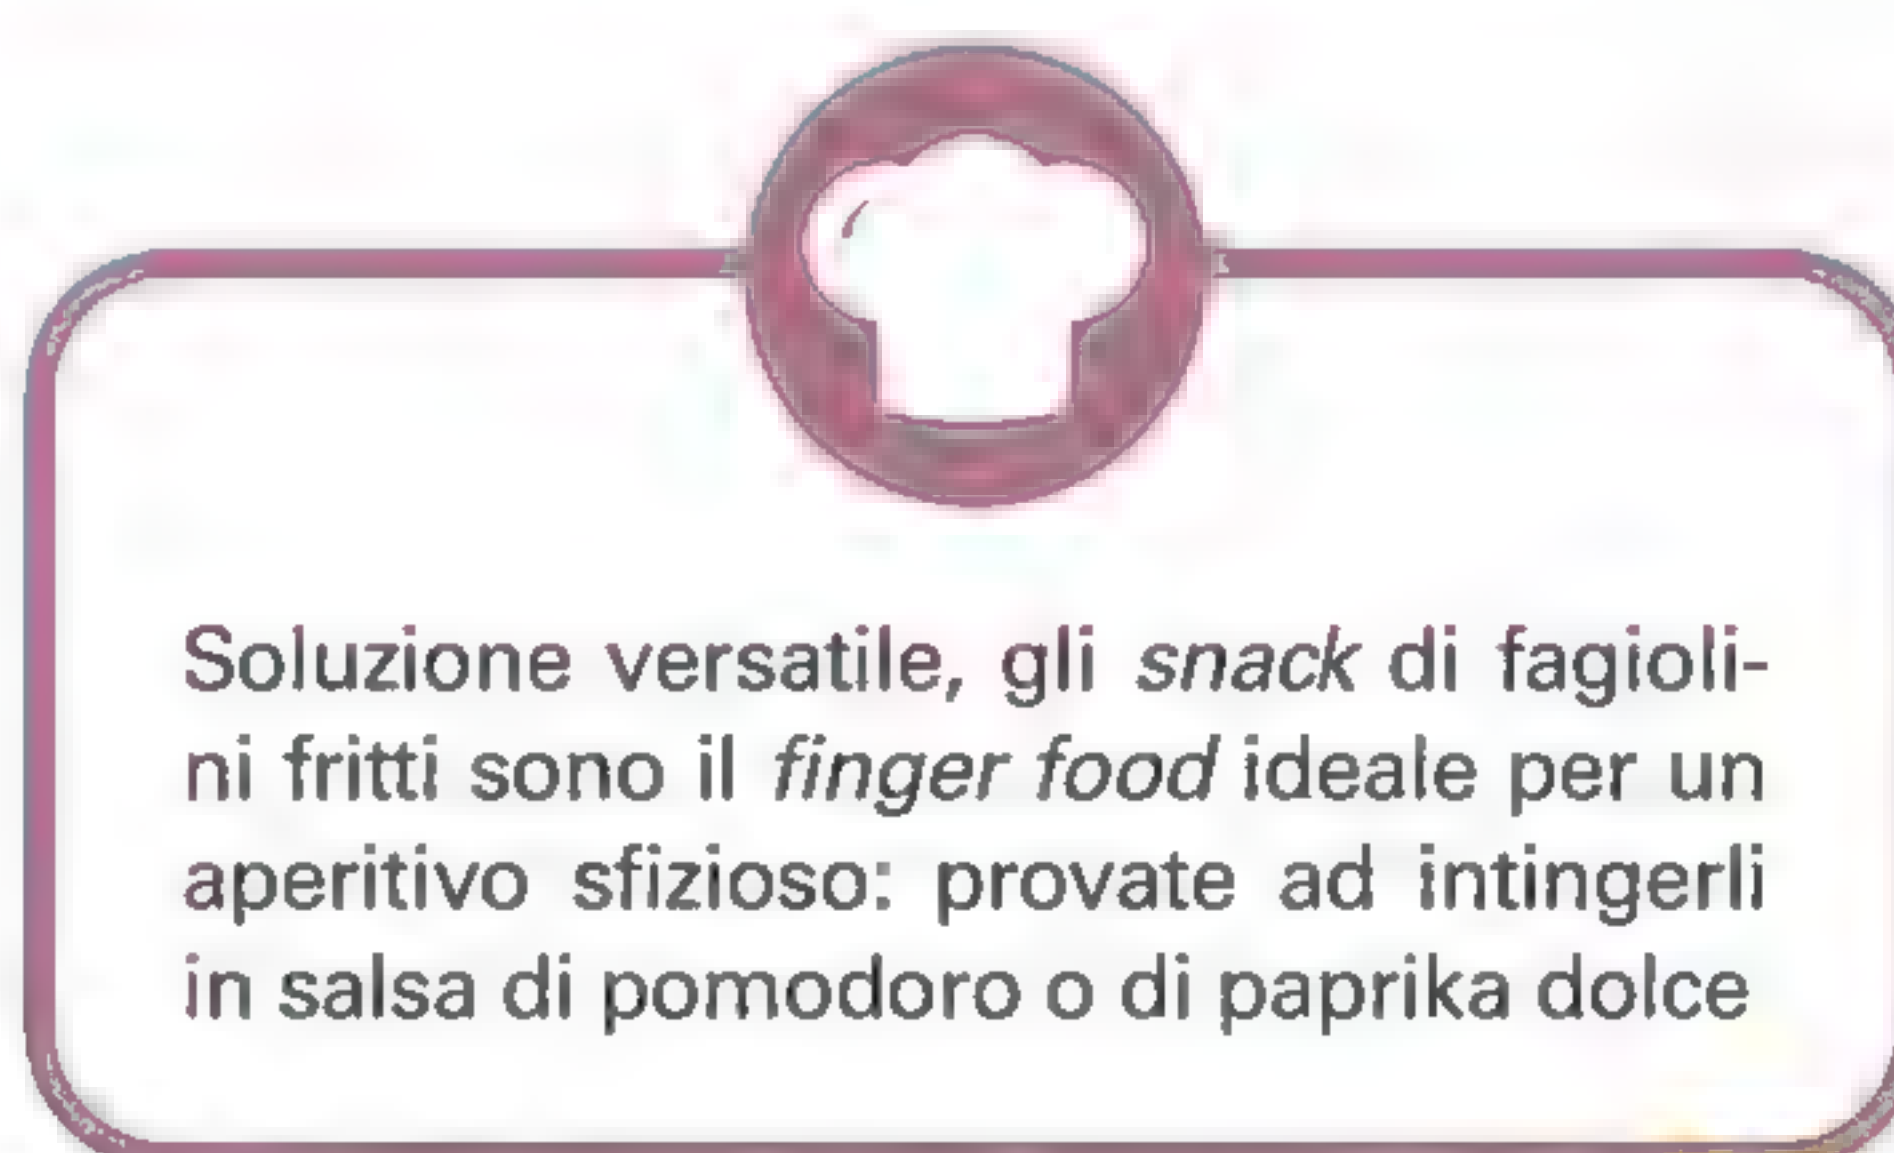 Soluzione versatile, gli snack di fagioli-
ni fritti sono il finger food ideale per un
aperitivo sfizioso: provate ad intingerli
in salsa di pomodoro o di paprika dolce